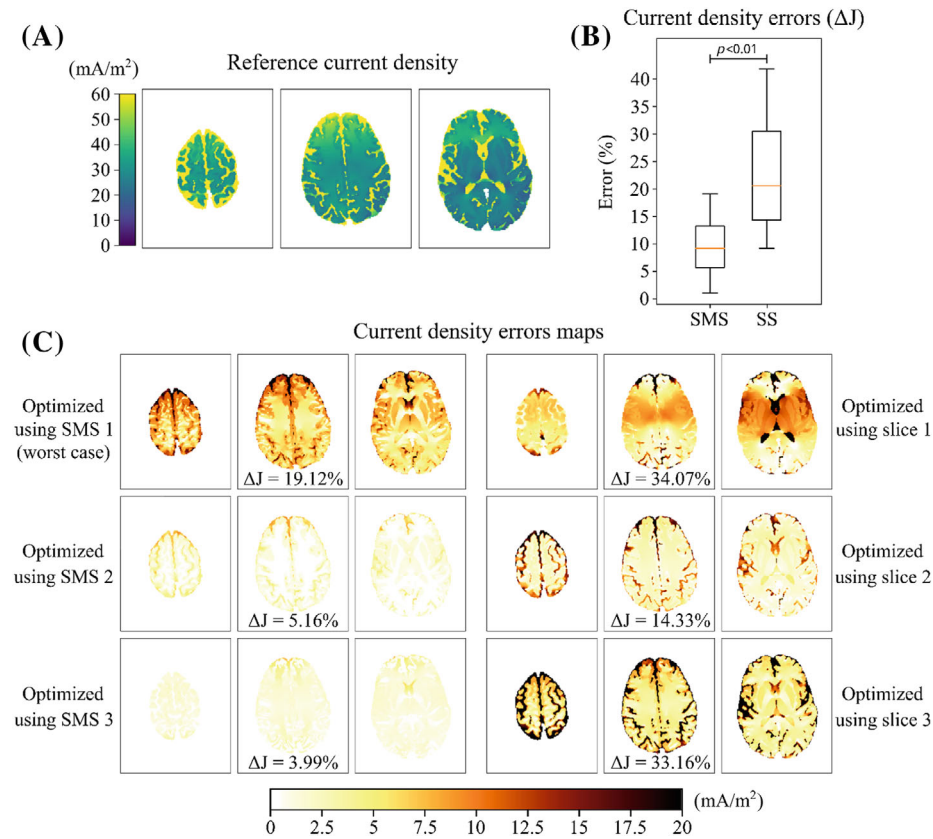 (A)
(mA/m²)
Reference current density
60
50
40
30
20
10
0
(B)
Current density errors (ΔJ)
p<0.01
Error (%)
40
35
30
25
20
15
10
5
0
SMS
SS
(C)
Current density errors maps
Optimized
using SMS 1
(worst case)
ΔJ = 19.12%
ΔJ = 34.07%
Optimized
using slice 1
Optimized
using SMS 2
ΔJ = 5.16%
ΔJ = 14.33%
Optimized
using slice 2
Optimized
using SMS 3
ΔJ = 3.99%
ΔJ = 33.16%
Optimized
using slice 3
(mA/m²)
0 2.5 5 7.5 10 12.5 15 17.5 20